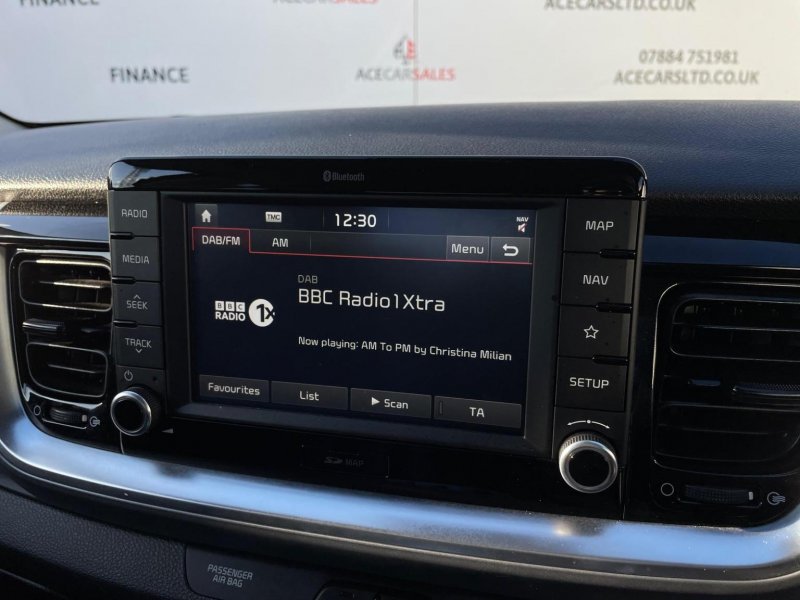 FINANCE
ACECARSALES
ACECARSLTD.CO.UK
FINANCE
ACECARSALES
07884 751981
ACECARSLTD.CO.UK
Bluetooth
RADIO
MEDIA
SEEK
TRACK
TMC
12:30
NAV
DAB/FM
AM
Menu
DAB
BBC Radio1Xtra
BBC
RADIO
1x
Now playing: AM To PM by Christina Milian
Favourites
List
Scan
TA
MAP
NAV
SETUP
SD MAP
PASSENGER
AIR BAG